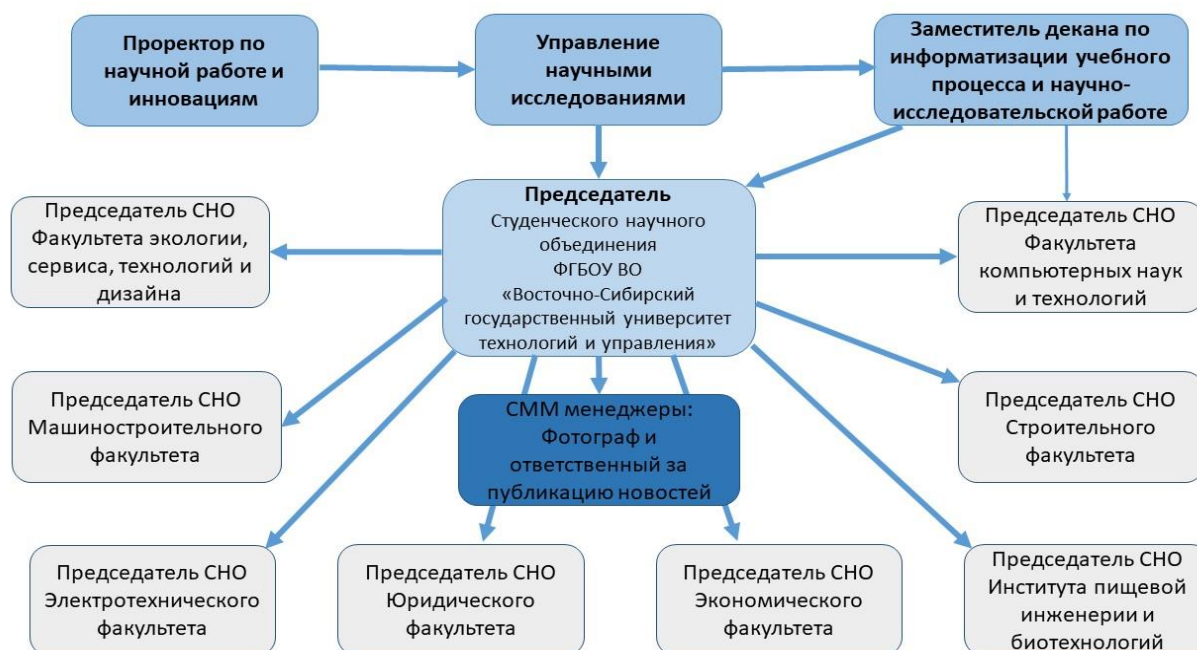 Проректор по
научной работе и
инновациям
Управление
научными
исследованиями
Заместитель декана по
информатизации учебного
процесса и научно-
исследовательской работе
Председатель
Студенческого научного
объединения
ФГБОУ ВО
«Восточно-Сибирский
государственный университет
технологий и управления»
Председатель СНО
Факультета экологии,
сервиса, технологий и
дизайна
Председатель СНО
Факультета
компьютерных наук
и технологий
Председатель СНО
Машиностроительного
факультета
СММ менеджеры:
Фотограф и
ответственный за
публикацию новостей
Председатель СНО
Строительного
факультета
Председатель СНО
Электротехнического
факультета
Председатель СНО
Юридического
факультета
Председатель СНО
Экономического
факультета
Председатель СНО
Института пищевой
инженерии и
биотехнологий